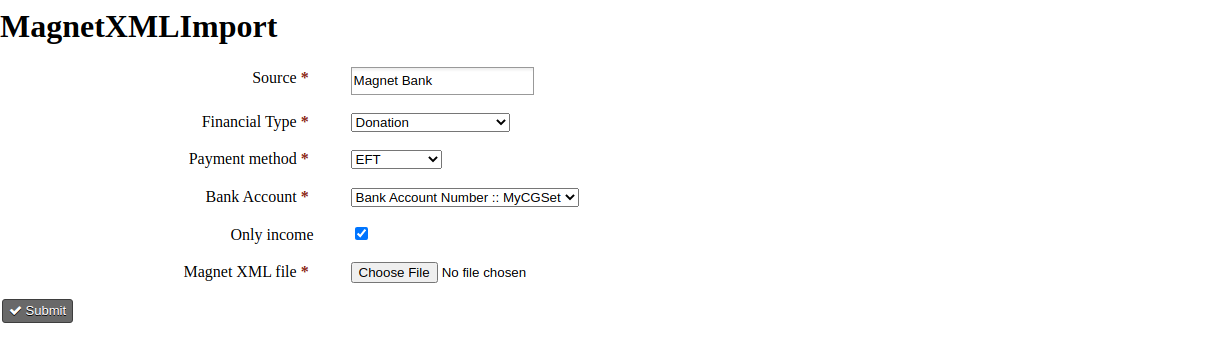 MagnetXMLImport
Source * Magnet Bank
Financial Type * Donation
Payment method * EFT
Bank Account * Bank Account Number :: MyCGSet
Only income
Magnet XML file * Choose File No file chosen
Submit